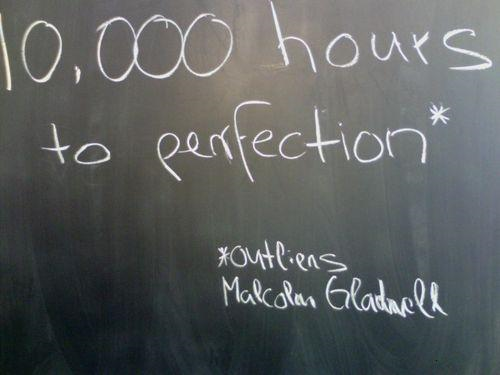 10,000 hours
to perfection*
*outliers
Malcolm Gladwell